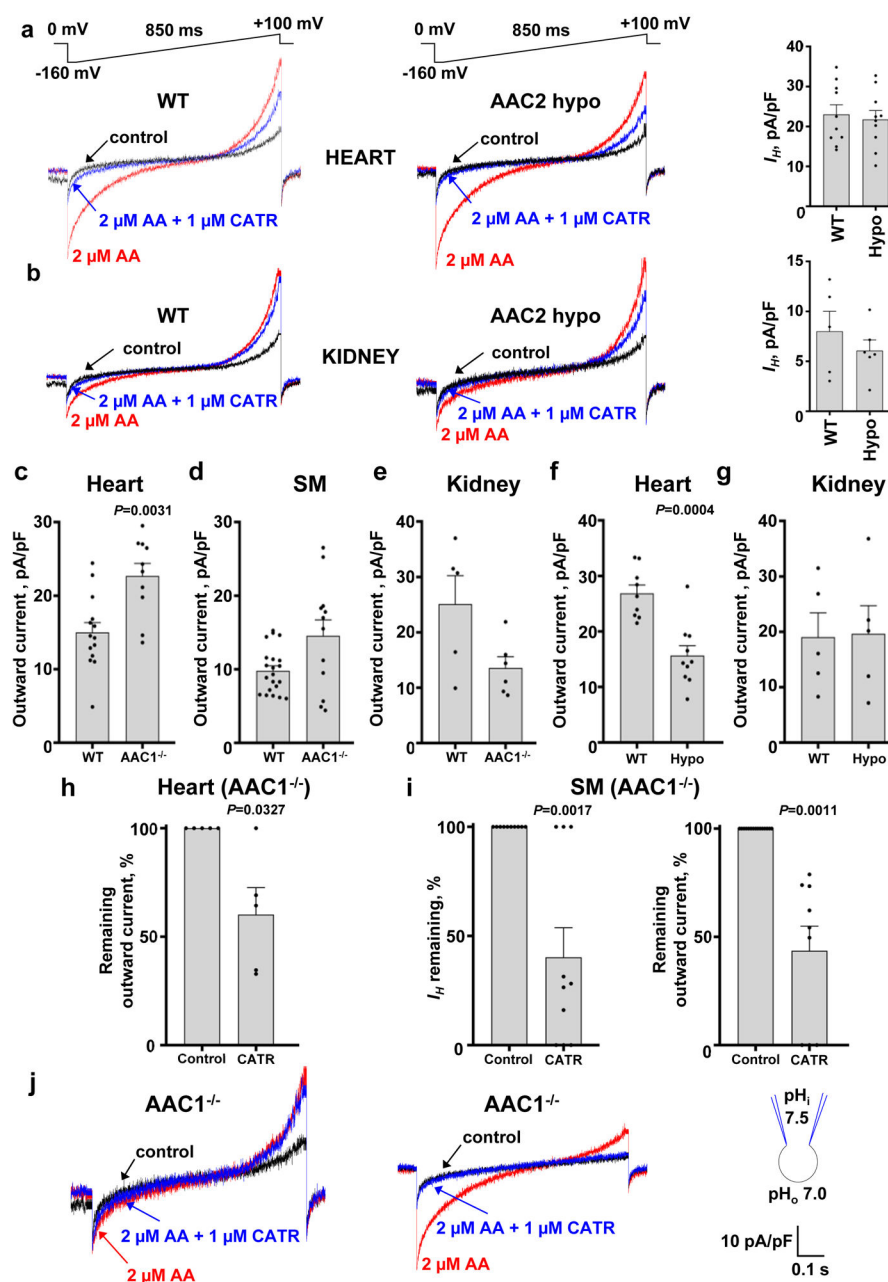 a
0 mV
850 ms
+100 mV
-160 mV
WT
control
2 µM AA + 1 µM CATR
2 µM AA
HEART
0 mV
850 ms
+100 mV
-160 mV
AAC2 hypo
control
2 µM AA + 1 µM CATR
2 µM AA
I_H, pA/pF
40
30
20
10
0
WT
Hypo
b
WT
control
2 µM AA + 1 µM CATR
2 µM AA
KIDNEY
AAC2 hypo
control
2 µM AA + 1 µM CATR
2 µM AA
I_H, pA/pF
15
10
5
0
WT
Hypo
c
Heart
P=0.0031
Outward current , pA/pF
30
20
10
0
WT
AAC1-/-
d
SM
Outward current , pA/pF
30
20
10
0
WT
AAC1-/-
e
Kidney
Outward current , pA/pF
40
30
20
10
0
WT
AAC1-/-
f
Heart
P=0.0004
Outward current , pA/pF
40
30
20
10
0
WT
Hypo
g
Kidney
Outward current , pA/pF
40
30
20
10
0
WT
Hypo
h
Heart (AAC1-/-)
P=0.0327
Remaining
outward current, %
100
50
0
Control
CATR
i
SM (AAC1-/-)
P=0.0017
I_H remaining, %
100
50
0
Control
CATR
P=0.0011
Remaining
outward current, %
100
50
0
Control
CATR
j
AAC1-/-
control
2 µM AA + 1 µM CATR
2 µM AA
AAC1-/-
control
2 µM AA + 1 µM CATR
2 µM AA
pHi
7.5
pHo 7.0
10 pA/pF
0.1 s